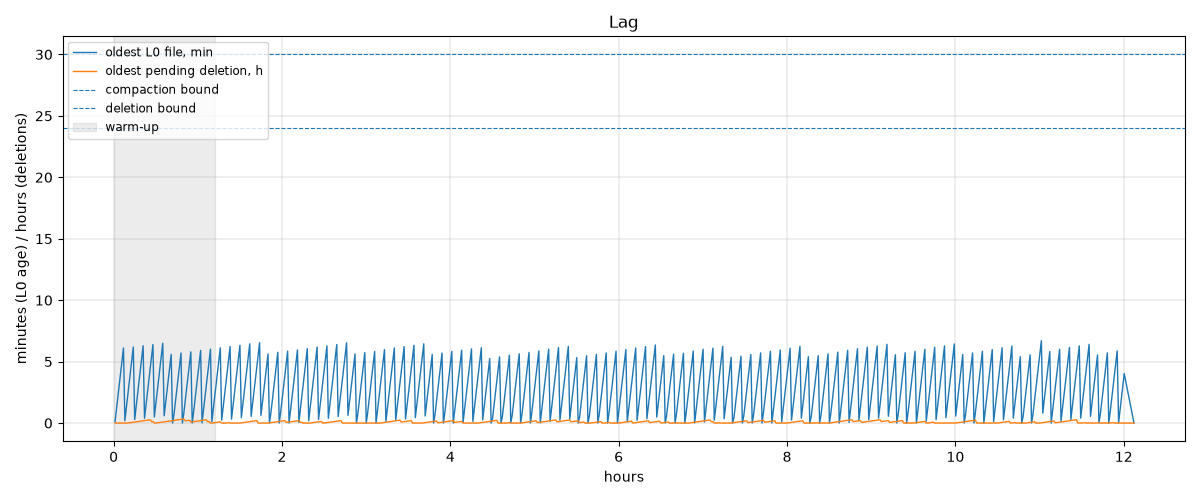 Lag
30
25
20
15
10
5
0
minutes (L0 age) / hours (deletions)
oldest L0 file, min
oldest pending deletion, h
compaction bound
deletion bound
warm-up
0 2 4 6 8 10 12
hours